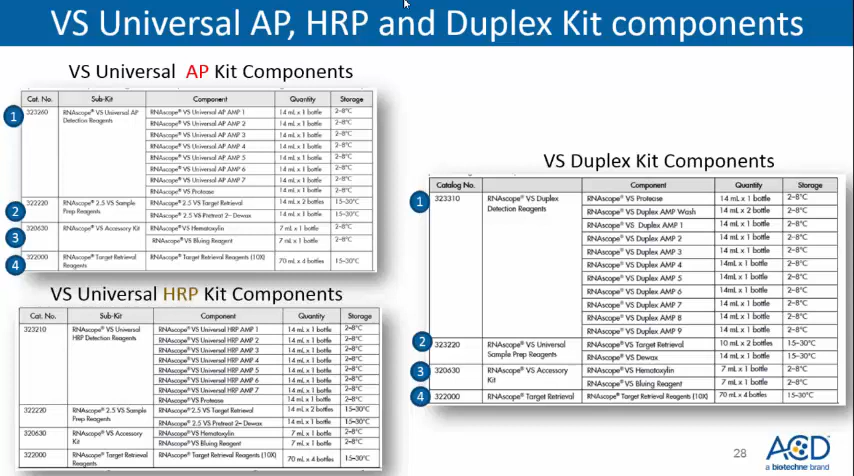 VS Universal AP, HRP and Duplex Kit components
VS Universal AP Kit Components
Cat. No. Sub-Kit Component Quantity Storage
1 323260 RNAscope® VS Universal AP Detection Reagents RNAscope® VS Universal AP AMP 1 14 mL x 1 bottle 2–8°C
RNAscope® VS Universal AP AMP 2 14 mL x 1 bottle 2–8°C
RNAscope® VS Universal AP AMP 3 14 mL x 1 bottle 2–8°C
RNAscope® VS Universal AP AMP 4 14 mL x 1 bottle 2–8°C
RNAscope® VS Universal AP AMP 5 14 mL x 1 bottle 2–8°C
RNAscope® VS Universal AP AMP 6 14 mL x 1 bottle 2–8°C
RNAscope® VS Universal AP AMP 7 14 mL x 1 bottle 2–8°C
RNAscope® VS Protease 14 mL x 1 bottle 2–8°C
2 322220 RNAscope® 2.5 VS Sample Prep Reagents RNAscope® 2.5 VS Target Retrieval 14 mL x 2 bottles 15–30°C
RNAscope® 2.5 VS Pretreat 2– Dewax 14 mL x 1 bottle 15–30°C
3 320630 RNAscope® VS Accessory Kit RNAscope® VS Hematoxylin 7 mL x 1 bottle 2–8°C
RNAscope® VS Bluing Reagent 7 mL x 1 bottle 2–8°C
4 322000 RNAscope® Target Retrieval Reagents RNAscope® Target Retrieval Reagents (10X) 70 mL x 4 bottles 15–30°C
VS Universal HRP Kit Components
Cat. No. Sub-Kit Component Quantity Storage
323210 RNAscope® VS Universal HRP Detection Reagents RNAscope® VS Universal HRP AMP 1 14 mL x 1 bottle 2–8°C
RNAscope® VS Universal HRP AMP 2 14 mL x 1 bottle 2–8°C
RNAscope® VS Universal HRP AMP 3 14 mL x 1 bottle 2–8°C
RNAscope® VS Universal HRP AMP 4 14 mL x 1 bottle 2–8°C
RNAscope® VS Universal HRP AMP 5 14 mL x 1 bottle 2–8°C
RNAscope® VS Universal HRP AMP 6 14 mL x 1 bottle 2–8°C
RNAscope® VS Universal HRP AMP 7 14 mL x 1 bottle 2–8°C
RNAscope® VS Protease 14 mL x 1 bottle 2–8°C
322220 RNAscope® 2.5 VS Sample Prep Reagents RNAscope® 2.5 VS Target Retrieval 14 mL x 2 bottles 15–30°C
RNAscope® 2.5 VS Pretreat 2– Dewax 14 mL x 1 bottle 15–30°C
320630 RNAscope® VS Accessory Kit RNAscope® VS Hematoxylin 7 mL x 1 bottle 2–8°C
RNAscope® VS Bluing Reagent 7 mL x 1 bottle 2–8°C
322000 RNAscope® Target Retrieval Reagents RNAscope® Target Retrieval Reagents (10X) 70 mL x 4 bottles 15–30°C
VS Duplex Kit Components
Catalog No. Component Quantity Storage
1 323310 RNAscope® VS Duplex Detection Reagents RNAscope® VS Protease 14 mL x 1 bottle 2–8°C
RNAscope® VS Duplex AMP Wash 14 mL x 2 bottle 2–8°C
RNAscope® VS Duplex AMP 1 14 mL x 1 bottle 2–8°C
RNAscope® VS Duplex AMP 2 14 mL x 1 bottle 2–8°C
RNAscope® VS Duplex AMP 3 14mL x 1 bottle 2–8°C
RNAscope® VS Duplex AMP 4 14mL x 1 bottle 2–8°C
RNAscope® VS Duplex AMP 5 14mL x 1 bottle 2–8°C
RNAscope® VS Duplex AMP 6 14mL x 1 bottle 2–8°C
RNAscope® VS Duplex AMP 7 14mL x 1 bottle 2–8°C
RNAscope® VS Duplex AMP 8 14mL x 1 bottle 2–8°C
RNAscope® VS Duplex AMP 9 14mL x 1 bottle 2–8°C
2 323220 RNAscope® VS Universal Sample Prep Reagents RNAscope® VS Target Retrieval 10 mL x 2 bottles 15–30°C
RNAscope® VS Dewax 14 mL x 1 bottle 15–30°C
3 320630 RNAscope® VS Accessory Kit RNAscope® VS Hematoxylin 7 mL x 1 bottle 2–8°C
RNAscope® VS Bluing Reagent 7 mL x 1 bottle 2–8°C
4 322000 RNAscope® Target Retrieval RNAscope® Target Retrieval Reagents (10X) 70 mL x 4 bottles 15–30°C
28
ACD
a biotechne brand